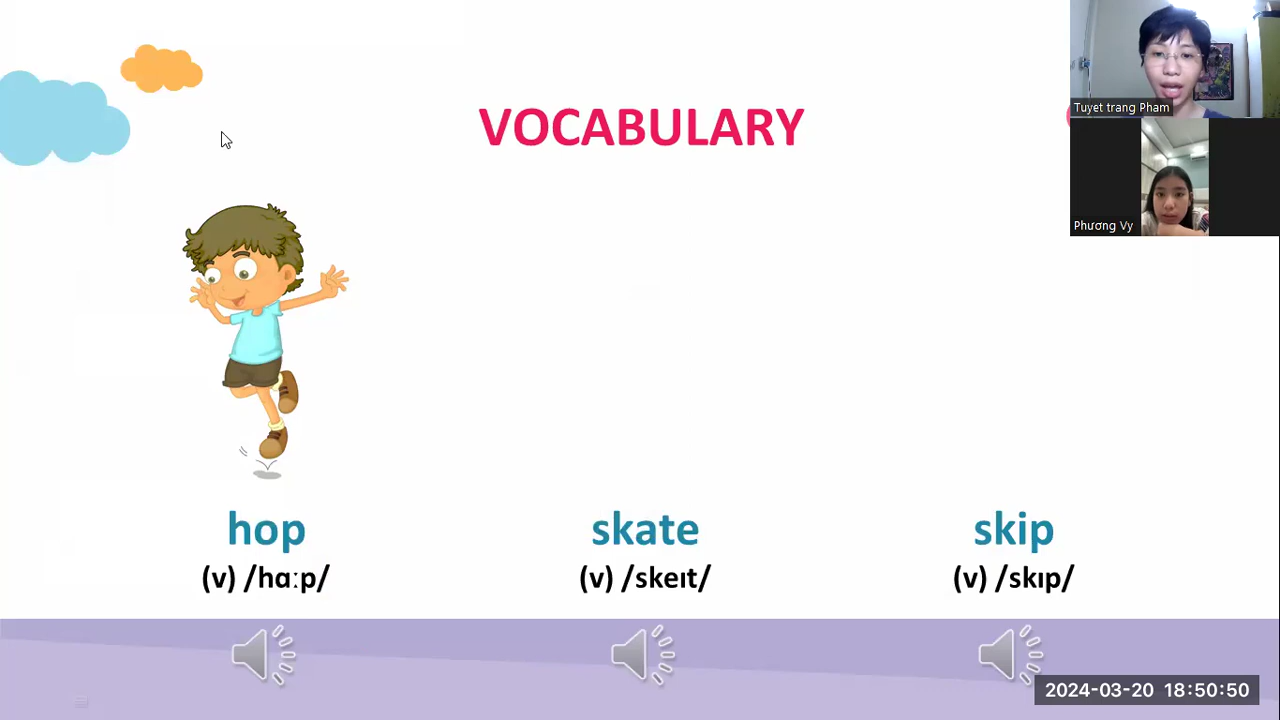 VOCABULARY
Tuyet trang Pham
Phương Vy
hop
(v) /hɑːp/
skate
(v) /skeɪt/
skip
(v) /skɪp/
2024-03-20 18:50:50